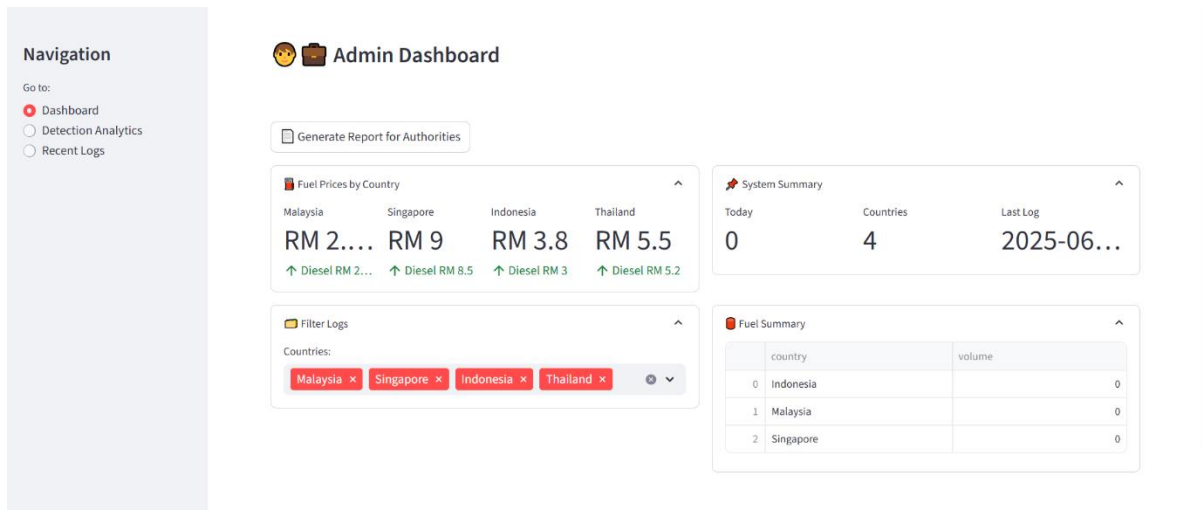 Navigation
Go to:
Dashboard
Detection Analytics
Recent Logs
Admin Dashboard
Generate Report for Authorities
Fuel Prices by Country
Malaysia Singapore Indonesia Thailand
RM 2.... RM 9 RM 3.8 RM 5.5
↑ Diesel RM 2... ↑ Diesel RM 8.5 ↑ Diesel RM 3 ↑ Diesel RM 5.2
System Summary
Today Countries Last Log
0 4 2025-06...
Filter Logs
Countries:
Malaysia × Singapore × Indonesia × Thailand ×
Fuel Summary
country volume
0 Indonesia 0
1 Malaysia 0
2 Singapore 0